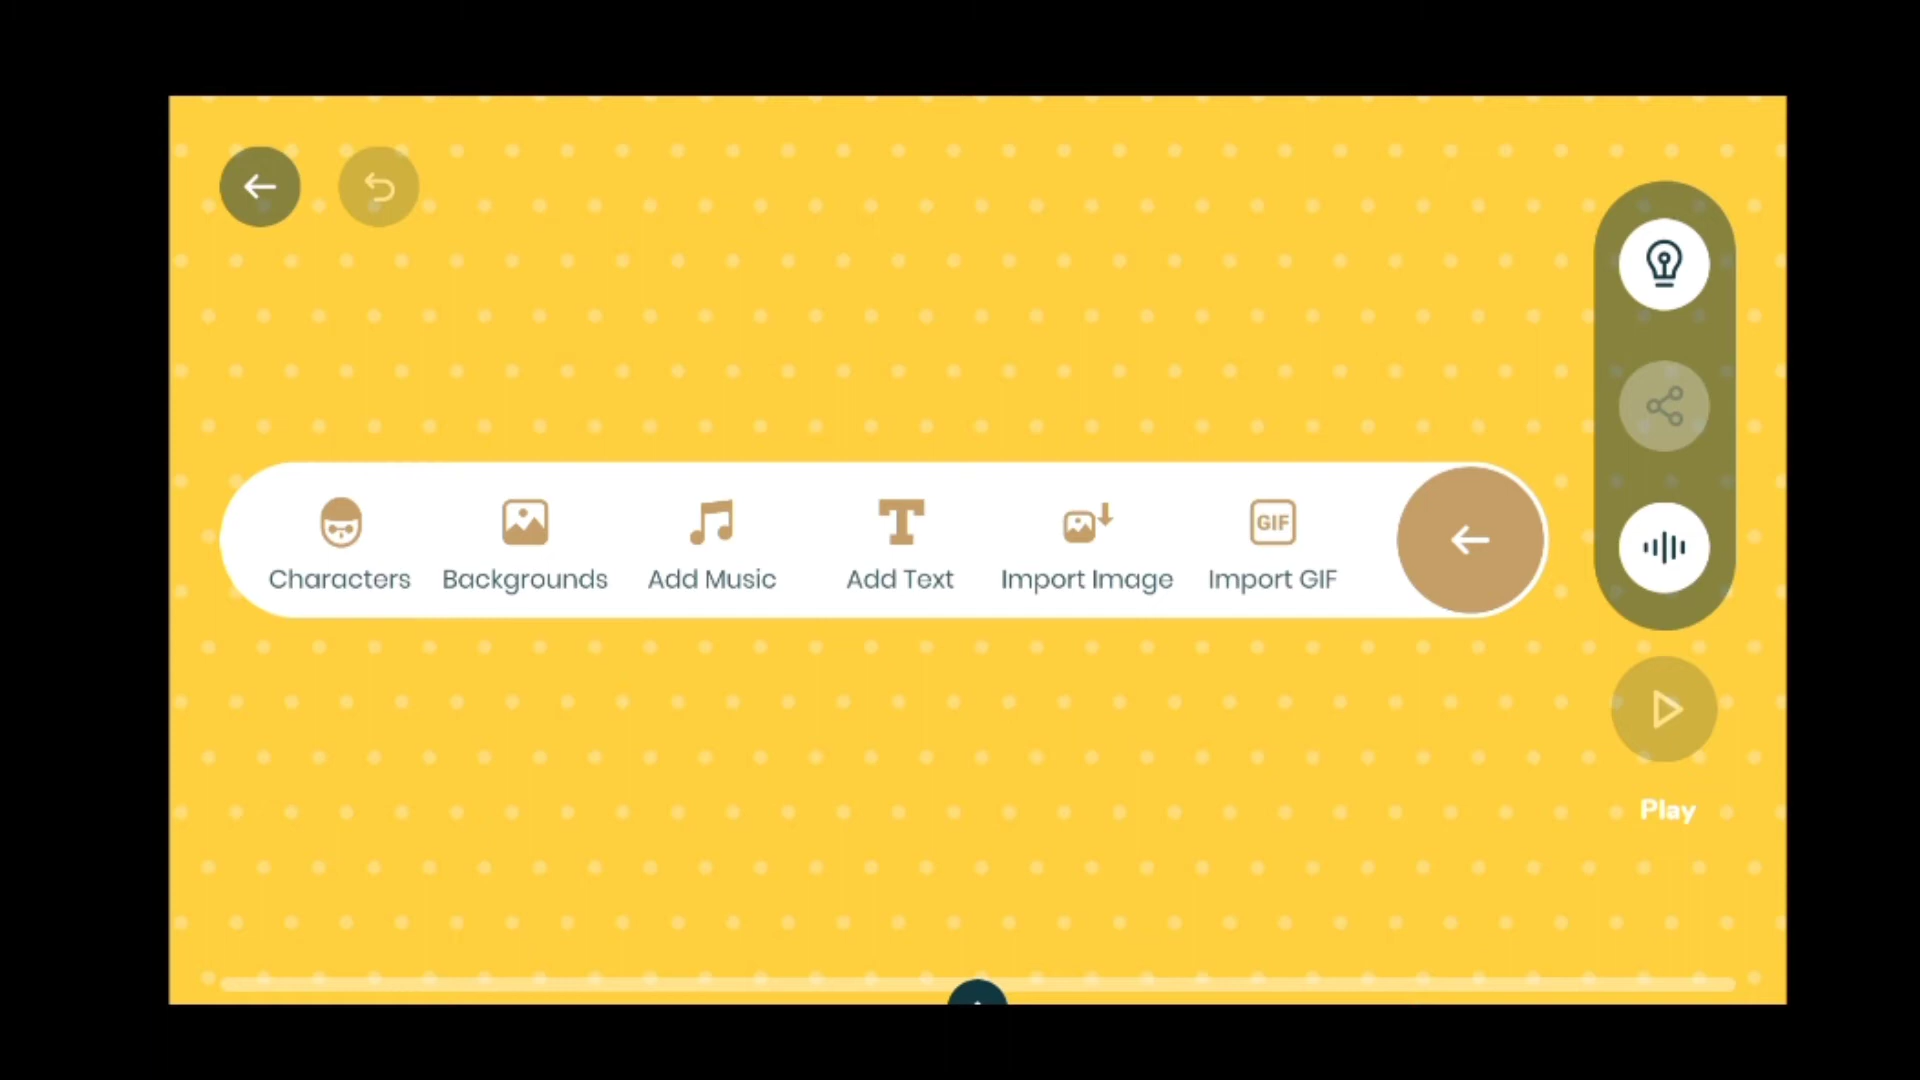 GIF
Characters Backgrounds Add Music Add Text Import Image Import GIF
Play